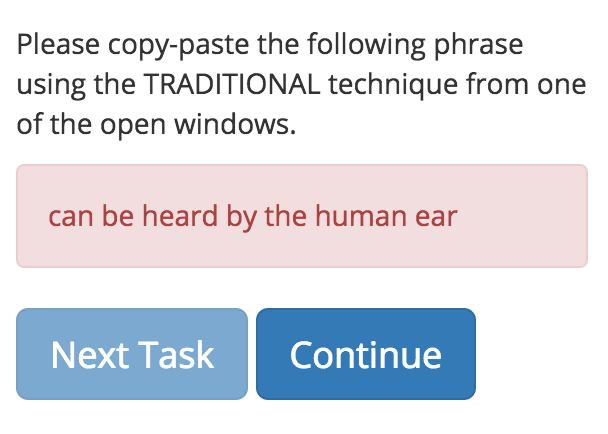 Please copy-paste the following phrase
using the TRADITIONAL technique from one
of the open windows.
can be heard by the human ear
Next Task Continue